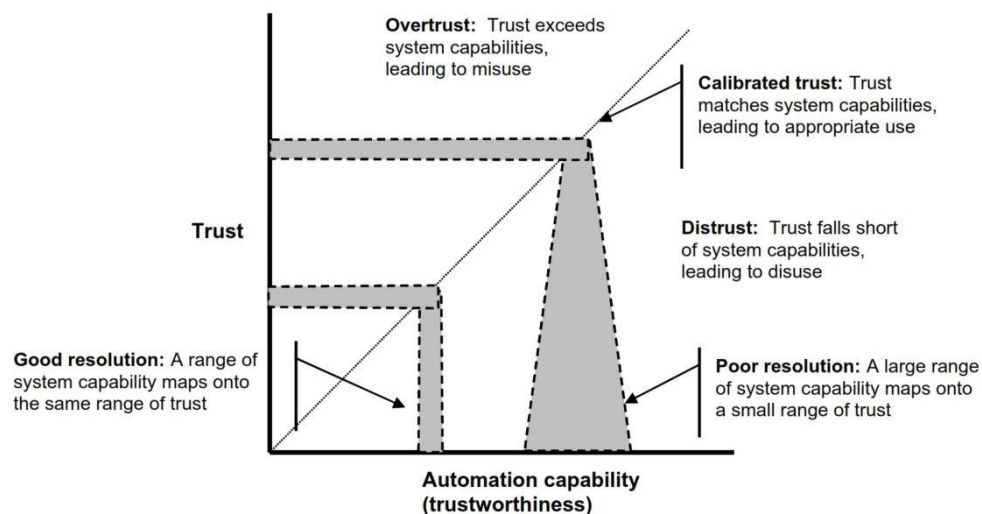 Overtrust: Trust exceeds
system capabilities,
leading to misuse
Calibrated trust: Trust
matches system capabilities,
leading to appropriate use
Trust
Distrust: Trust falls short
of system capabilities,
leading to disuse
Good resolution: A range of
system capability maps onto
the same range of trust
Poor resolution: A large range
of system capability maps onto
a small range of trust
Automation capability
(trustworthiness)